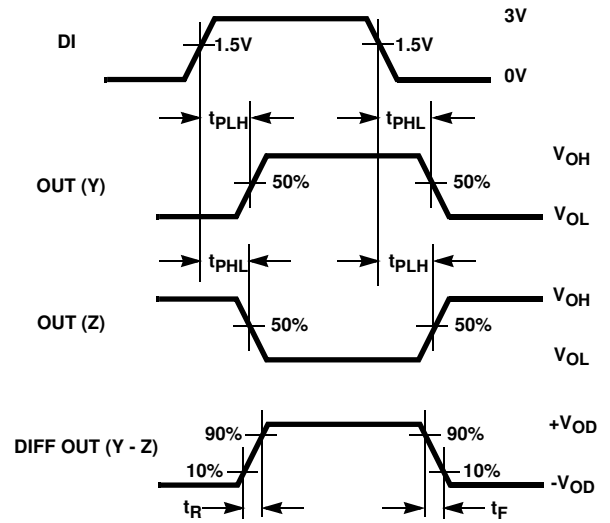 3V
DI
1.5V
1.5V
0V
tPLH
tPHL
OUT (Y)
VOH
50%
50%
VOL
tPHL
tPLH
OUT (Z)
VOH
50%
50%
VOL
DIFF OUT (Y - Z)
+VOD
90%
90%
10%
10%
-VOD
tR
tF